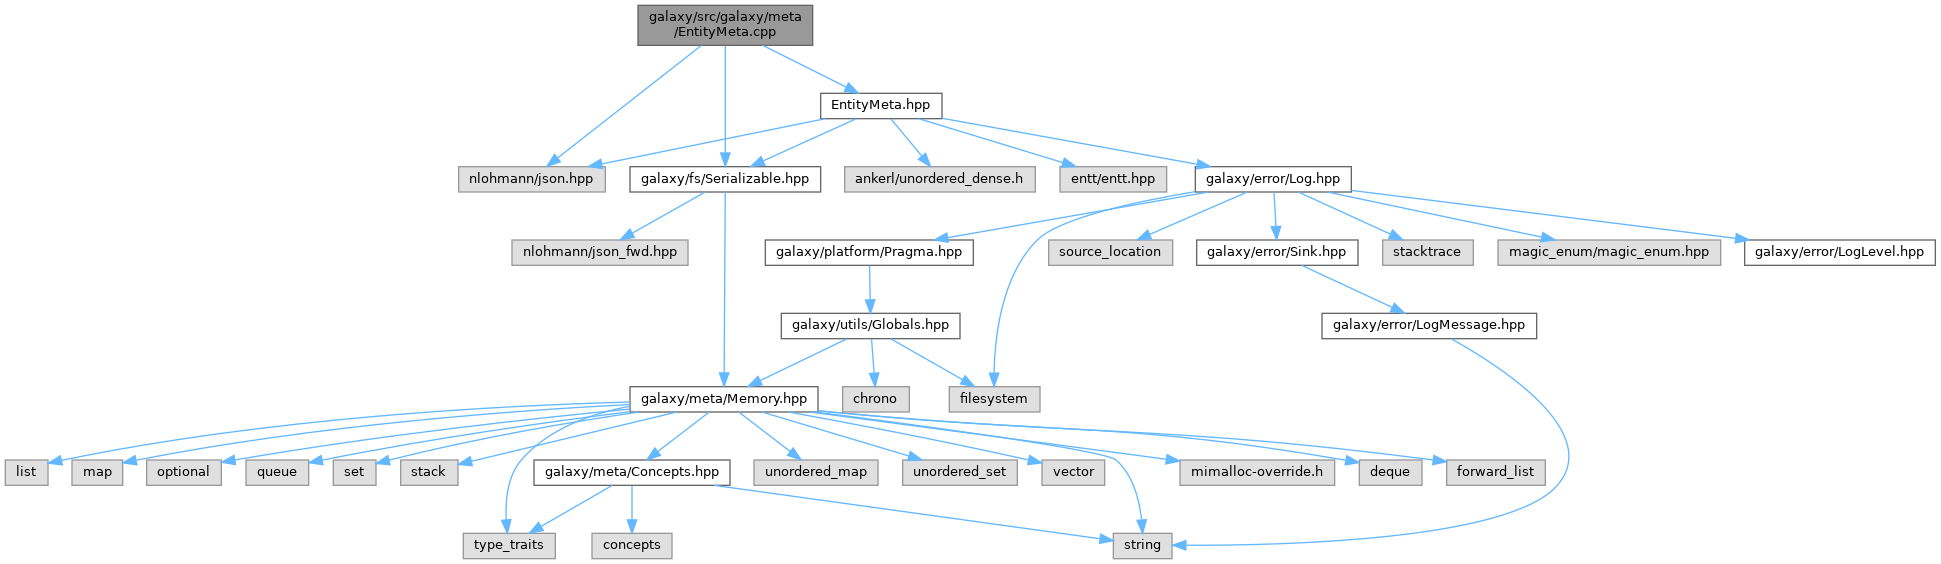 galaxy/src/galaxy/meta
/EntityMeta.cpp
EntityMeta.hpp
nlohmann/json.hpp
galaxy/fs/Serializable.hpp
ankerl/unordered_dense.h
entt/entt.hpp
galaxy/error/Log.hpp
nlohmann/json_fwd.hpp
galaxy/platform/Pragma.hpp
source_location
galaxy/error/Sink.hpp
stacktrace
magic_enum/magic_enum.hpp
galaxy/error/LogLevel.hpp
galaxy/utils/Globals.hpp
galaxy/error/LogMessage.hpp
galaxy/meta/Memory.hpp
chrono
filesystem
list
map
optional
queue
set
stack
galaxy/meta/Concepts.hpp
unordered_map
unordered_set
vector
mimalloc-override.h
deque
forward_list
type_traits
concepts
string